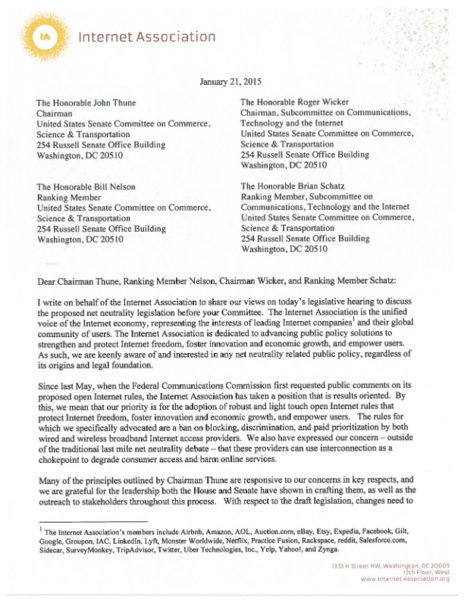 IA
Internet Association
January 21, 2015
The Honorable John Thune
Chairman
United States Senate Committee on Commerce,
Science & Transportation
254 Russell Senate Office Building
Washington, DC 20510
The Honorable Roger Wicker
Chairman, Subcommittee on Communications,
Technology and the Internet
United States Senate Committee on Commerce,
Science & Transportation
254 Russell Senate Office Building
Washington, DC 20510
The Honorable Bill Nelson
Ranking Member
United States Senate Committee on Commerce,
Science & Transportation
254 Russell Senate Office Building
Washington, DC 20510
The Honorable Brian Schatz
Ranking Member, Subcommittee on
Communications, Technology and the Internet
United States Senate Committee on Commerce,
Science & Transportation
254 Russell Senate Office Building
Washington, DC 20510
Dear Chairman Thune, Ranking Member Nelson, Chairman Wicker, and Ranking Member Schatz:
I write on behalf of the Internet Association to share our views on today's legislative hearing to discuss
the proposed net neutrality legislation before your Committee. The Internet Association is the unified
voice of the Internet economy, representing the interests of leading Internet companies1 and their global
community of users. The Internet Association is dedicated to advancing public policy solutions to
strengthen and protect Internet freedom, foster innovation and economic growth, and empower users.
As such, we are keenly aware of and interested in any net neutrality related public policy, regardless of
its origins and legal foundation.
Since last May, when the Federal Communications Commission first requested public comments on its
proposed open Internet rules, the Internet Association has taken a position that is results oriented. By
this, we mean that our priority is for the adoption of robust and light touch open Internet rules that
protect Internet freedom, foster innovation and economic growth, and empower users. The rules for
which we specifically advocated are a ban on blocking, discrimination, and paid prioritization by both
wired and wireless broadband Internet access providers. We also have expressed our concern – outside
of the traditional last mile net neutrality debate – that these providers can use interconnection as a
chokepoint to degrade consumer access and harm online services.
Many of the principles outlined by Chairman Thune are responsive to our concerns in key respects, and
we are grateful for the leadership both the House and Senate have shown in crafting them, as well as the
outreach to stakeholders throughout this process. With respect to the draft legislation, changes need to
1 The Internet Association's members include Airbnb, Amazon, AOL, Auction.com, eBay, Etsy, Expedia, Facebook, Gilt,
Google, Groupon, IAC, LinkedIn, Lyft, Monster Worldwide, Netflix, Practice Fusion, Rackspace, reddit, Salesforce.com,
Sidecar, SurveyMonkey, TripAdvisor, Twitter, Uber Technologies, Inc., Yelp, Yahoo!, and Zynga.
1333 H Street NW, Washington, DC 20005
12th Floor, West
www.internetassociation.org